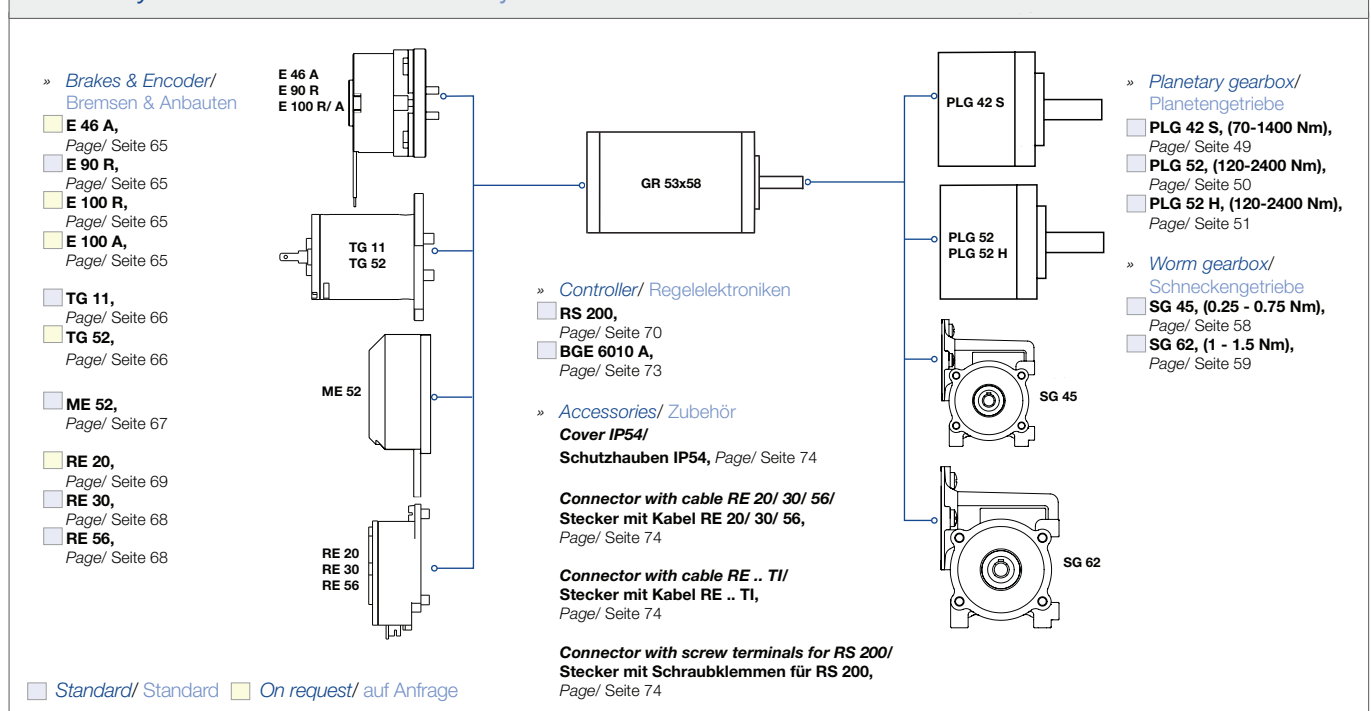 » Brakes & Encoder/
Bremsen & Anbauten
E 46 A,
Page/ Seite 65
E 90 R,
Page/ Seite 65
E 100 R,
Page/ Seite 65
E 100 A,
Page/ Seite 65
TG 11,
Page/ Seite 66
TG 52,
Page/ Seite 66
ME 52,
Page/ Seite 67
RE 20,
Page/ Seite 69
RE 30,
Page/ Seite 68
RE 56,
Page/ Seite 68
E 46 A
E 90 R
E 100 R/ A
TG 11
TG 52
ME 52
RE 20
RE 30
RE 56
GR 53x58
» Controller/ Regelelektroniken
RS 200,
Page/ Seite 70
BGE 6010 A,
Page/ Seite 73
» Accessories/ Zubehör
Cover IP54/
Schutzhauben IP54, Page/ Seite 74
Connector with cable RE 20/ 30/ 56/
Stecker mit Kabel RE 20/ 30/ 56,
Page/ Seite 74
Connector with cable RE .. TI/
Stecker mit Kabel RE .. TI,
Page/ Seite 74
Connector with screw terminals for RS 200/
Stecker mit Schraubklemmen für RS 200,
Page/ Seite 74
PLG 42 S
PLG 52
PLG 52 H
SG 45
SG 62
» Planetary gearbox/
Planetengetriebe
PLG 42 S, (70-1400 Nm),
Page/ Seite 49
PLG 52, (120-2400 Nm),
Page/ Seite 50
PLG 52 H, (120-2400 Nm),
Page/ Seite 51
» Worm gearbox/
Schneckengetriebe
SG 45, (0.25 - 0.75 Nm),
Page/ Seite 58
SG 62, (1 - 1.5 Nm),
Page/ Seite 59
Standard/ Standard On request/ auf Anfrage